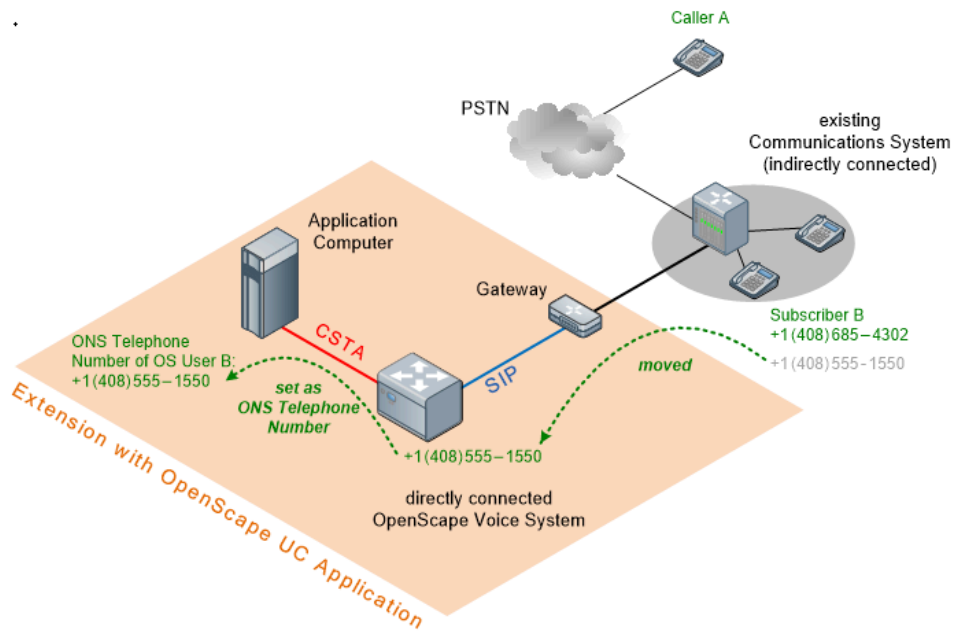 Caller A
PSTN
existing
Communications System
(indirectly connected)
Application
Computer
Gateway
Subscriber B
+1(408)685–4302
+1(408)555-1550
ONS Telephone
Number of OS User B:
+1(408)555–1550
CSTA
SIP
moved
set as
ONS Telephone
Number
+1(408)555–1550
directly connected
OpenScape Voice System
Extension with OpenScape UC Application